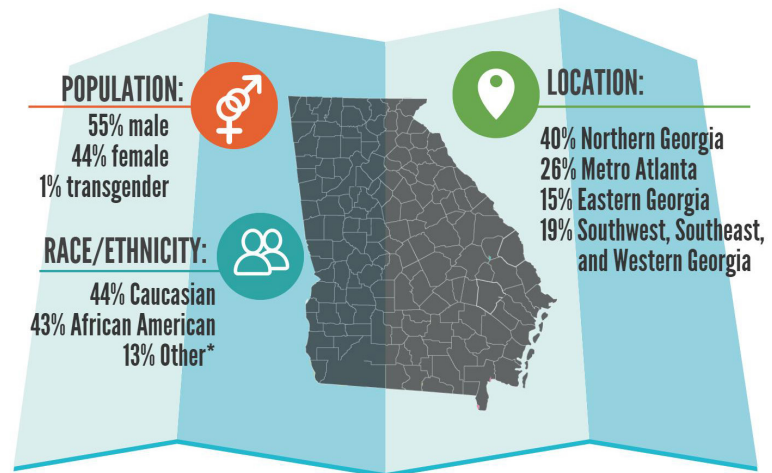 POPULATION:
55% male
44% female
1% transgender
RACE/ETHNICITY:
44% Caucasian
43% African American
13% Other*
LOCATION:
40% Northern Georgia
26% Metro Atlanta
15% Eastern Georgia
19% Southwest, Southeast,
and Western Georgia